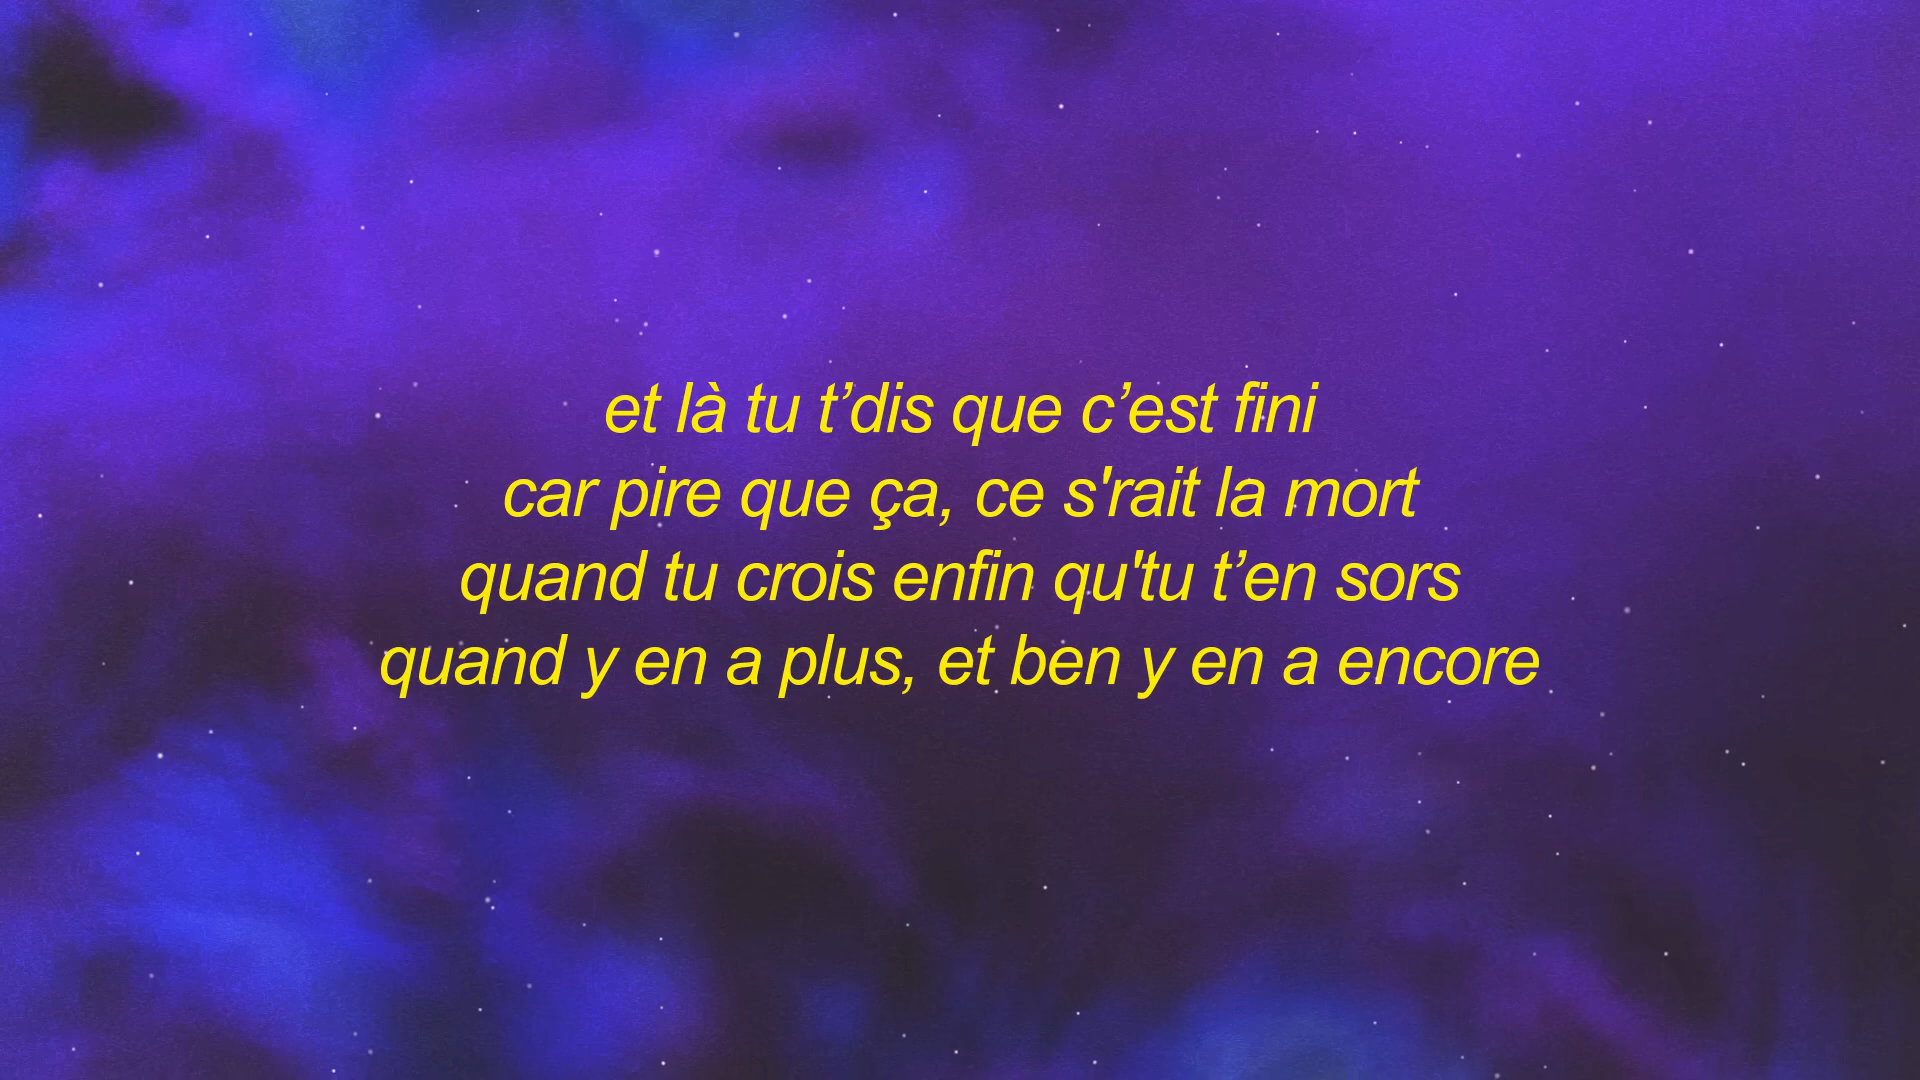 et là tu t’dis que c’est fini
car pire que ça, ce s'rait la mort
quand tu crois enfin qu'tu t’en sors
quand y en a plus, et ben y en a encore